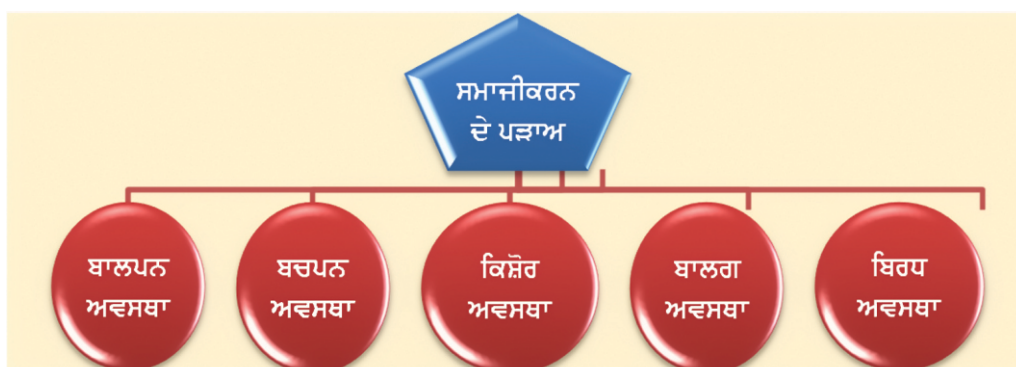 ਸਮਾਜੀਕਰਨ
ਦੇ ਪੜਾਅ
ਬਾਲਪਨ
ਅਵਸਥਾ
ਬਚਪਨ
ਅਵਸਥਾ
ਕਿਸ਼ੋਰ
ਅਵਸਥਾ
ਬਾਲਗ
ਅਵਸਥਾ
ਬਿਰਧ
ਅਵਸਥਾ